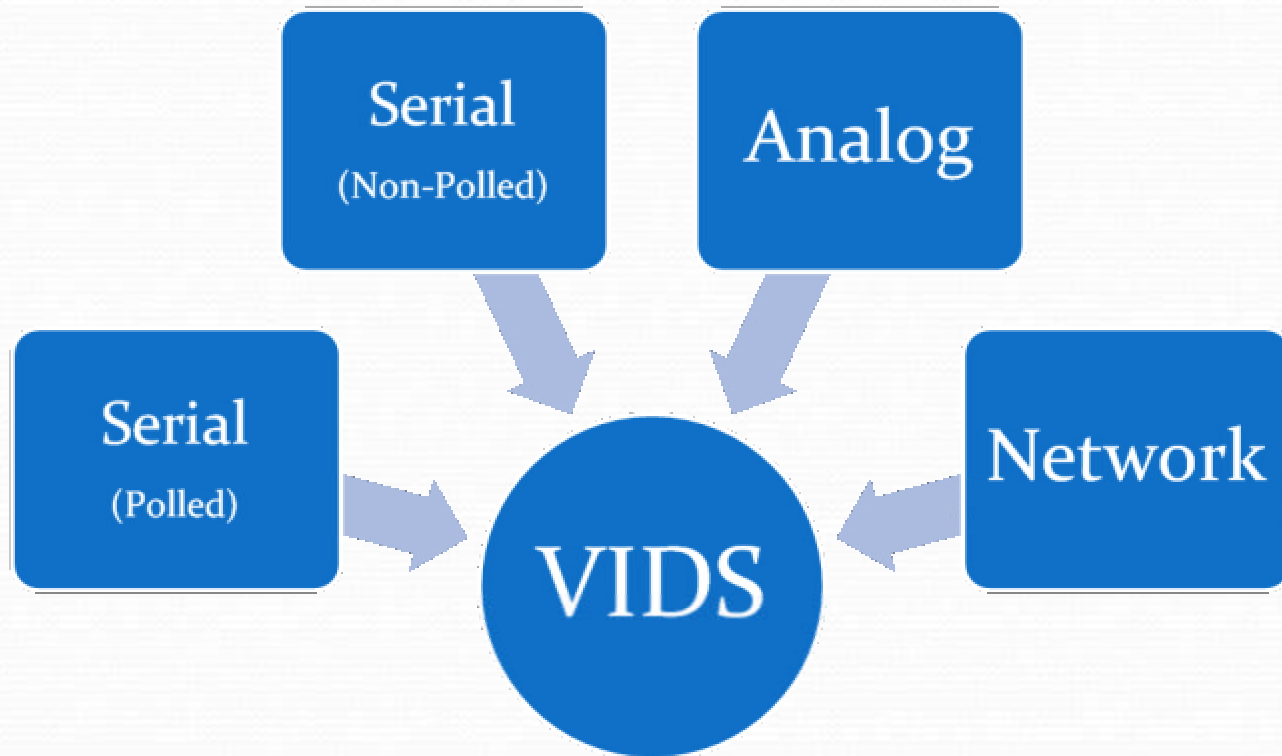 Serial
(Non-Polled)
Analog
Serial
(Polled)
Network
VIDS